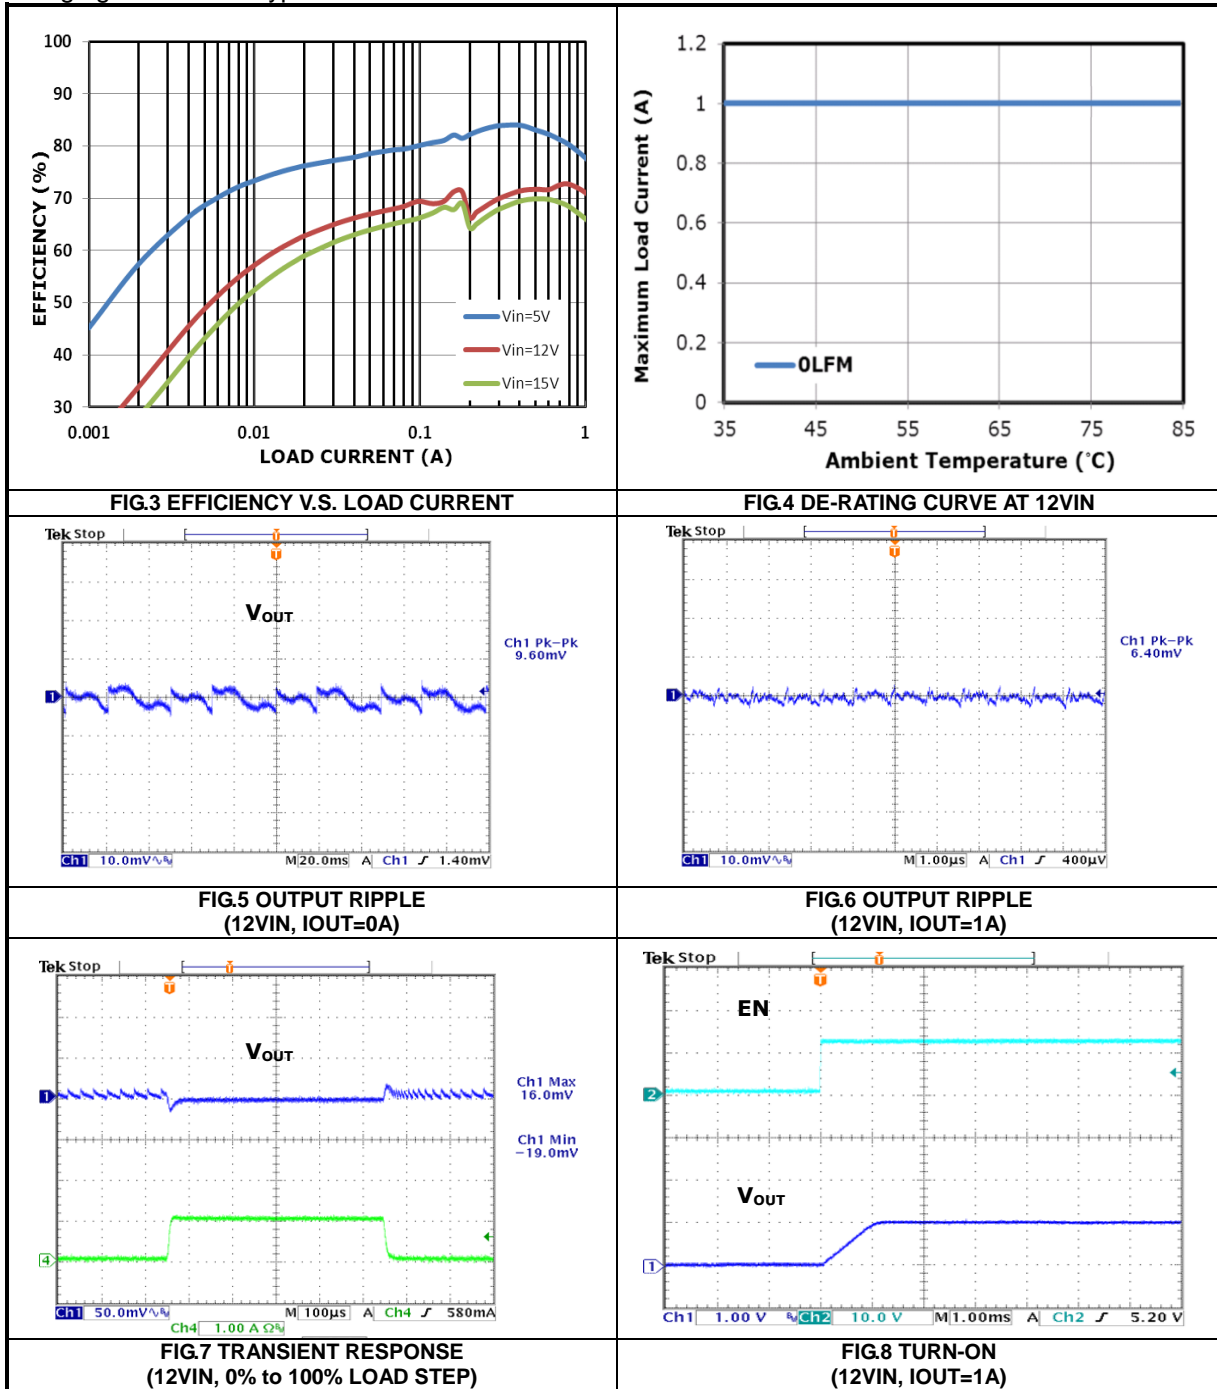 100
90
80
70
60
50
40
30
EFFICIENCY (%)
Vin=5V
Vin=12V
Vin=15V
0.001
0.01
0.1
1
LOAD CURRENT (A)
1.2
1
0.8
0.6
0.4
0.2
0
Maximum Load Current (A)
0LFM
35
45
55
65
75
85
Ambient Temperature (°C)
FIG.3 EFFICIENCY V.S. LOAD CURRENT
FIG.4 DE-RATING CURVE AT 12VIN
Tek Stop
T
T
VOUT
1
Ch1 Pk-Pk
9.60mV
Ch1 10.0mV M 20.0ms A Ch1 1.40mV
Tek Stop
T
T
1
Ch1 Pk-Pk
6.40mV
Ch1 10.0mV M 1.00µs A Ch1 400µV
FIG.5 OUTPUT RIPPLE
(12VIN, IOUT=0A)
FIG.6 OUTPUT RIPPLE
(12VIN, IOUT=1A)
Tek Stop
T
T
VOUT
1
4
Ch1 Max
16.0mV
Ch1 Min
-19.0mV
Ch1 50.0mV M 100µs A Ch4 580mA
Ch4 1.00 A Ω
Tek Stop
T
T
EN
2
VOUT
1
Ch1 1.00 V Ch2 10.0 V M 1.00ms A Ch2 5.20 V
FIG.7 TRANSIENT RESPONSE
(12VIN, 0% to 100% LOAD STEP)
FIG.8 TURN-ON
(12VIN, IOUT=1A)